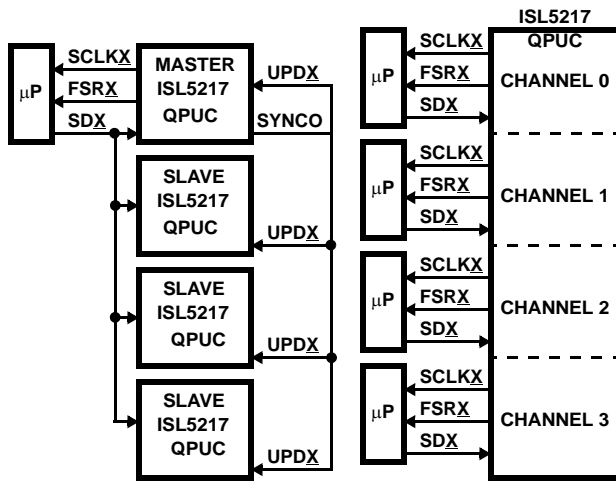 SCLKX
FSRX
SDX
μP
MASTER
ISL5217
QPUC
UPDX
SYNCO
SLAVE
ISL5217
QPUC
UPDX
SLAVE
ISL5217
QPUC
UPDX
SLAVE
ISL5217
QPUC
UPDX
ISL5217
QPUC
μP
SCLKX
FSRX
SDX
CHANNEL 0
μP
SCLKX
FSRX
SDX
CHANNEL 1
μP
SCLKX
FSRX
SDX
CHANNEL 2
μP
SCLKX
FSRX
SDX
CHANNEL 3